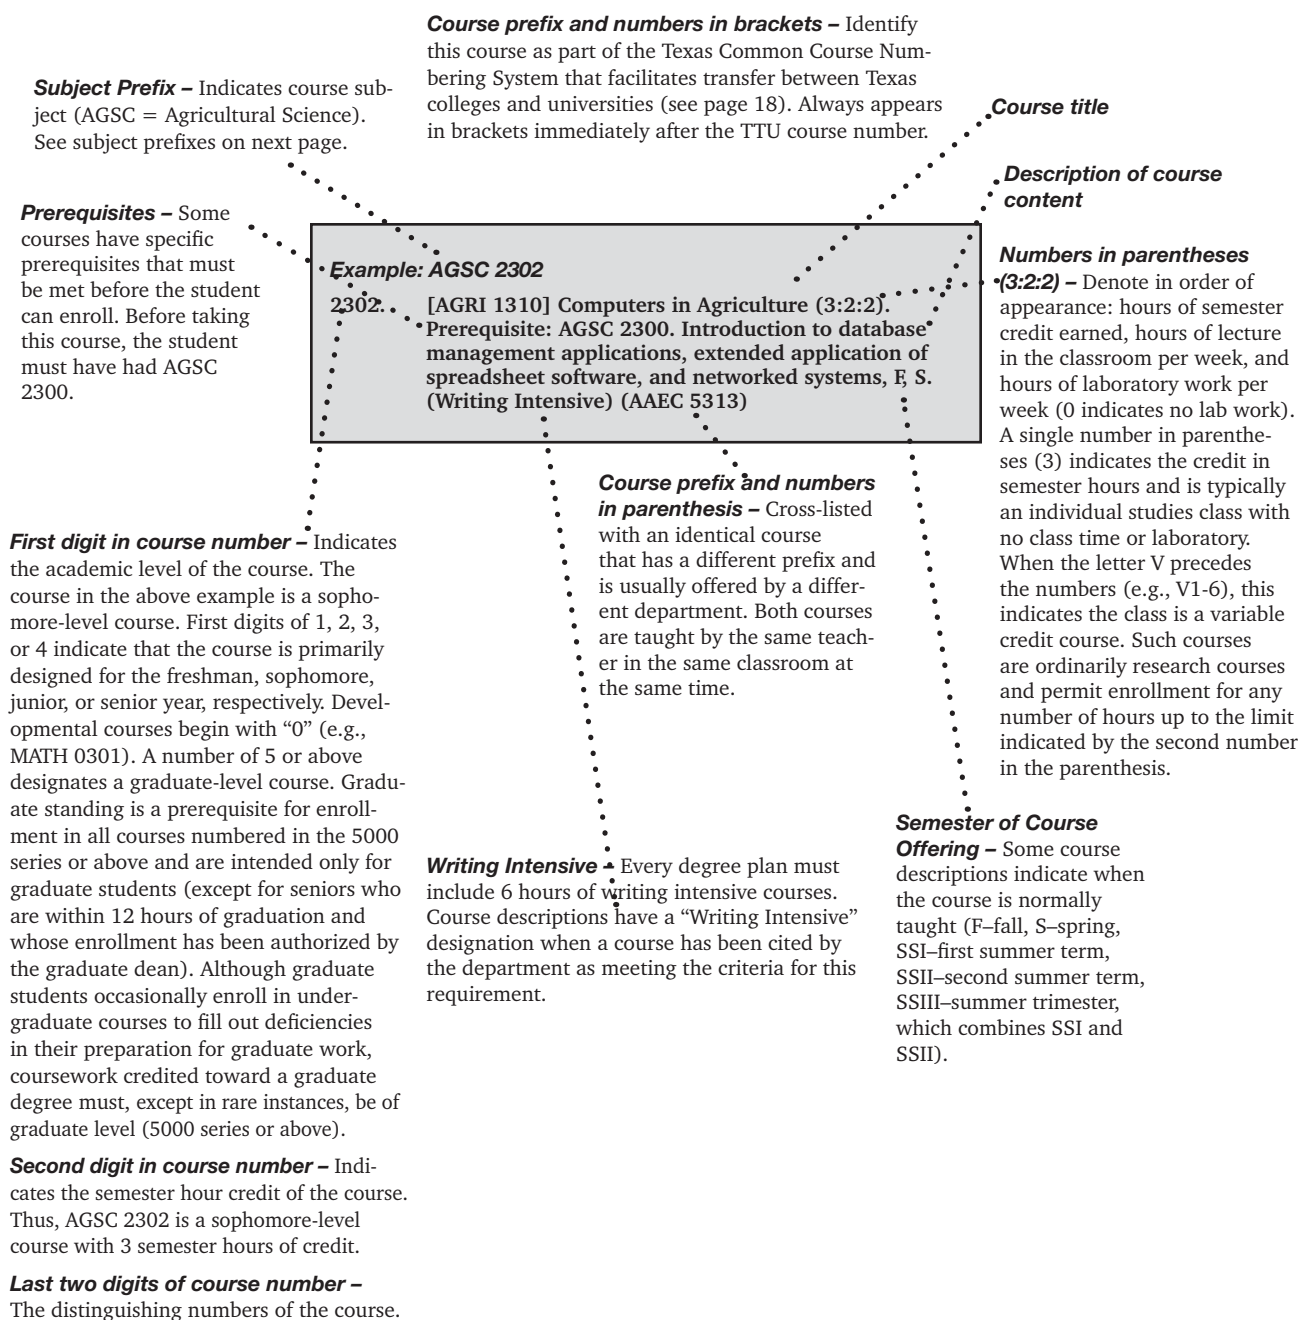 Course prefix and numbers in brackets – Identify
this course as part of the Texas Common Course Num-
bering System that facilitates transfer between Texas
colleges and universities (see page 18). Always appears
in brackets immediately after the TTU course number.
Subject Prefix – Indicates course sub-
ject (AGSC = Agricultural Science).
See subject prefixes on next page.
Course title
Description of course
content
Prerequisites – Some
courses have specific
prerequisites that must
be met before the student
can enroll. Before taking
this course, the student
must have had AGSC
2300.
Example: AGSC 2302
2302. [AGRI 1310] Computers in Agriculture (3:2:2).
Prerequisite: AGSC 2300. Introduction to database
management applications, extended application of
spreadsheet software, and networked systems, F, S.
(Writing Intensive) (AAEC 5313)
Numbers in parentheses
(3:2:2) – Denote in order of
appearance: hours of semester
credit earned, hours of lecture
in the classroom per week, and
hours of laboratory work per
week (0 indicates no lab work).
A single number in parenthe-
ses (3) indicates the credit in
semester hours and is typically
an individual studies class with
no class time or laboratory.
When the letter V precedes
the numbers (e.g., V1-6), this
indicates the class is a variable
credit course. Such courses
are ordinarily research courses
and permit enrollment for any
number of hours up to the limit
indicated by the second number
in the parenthesis.
Course prefix and numbers
in parenthesis – Cross-listed
with an identical course
that has a different prefix and
is usually offered by a differ-
ent department. Both courses
are taught by the same teach-
er in the same classroom at
the same time.
First digit in course number – Indicates
the academic level of the course. The
course in the above example is a sopho-
more-level course. First digits of 1, 2, 3,
or 4 indicate that the course is primarily
designed for the freshman, sophomore,
junior, or senior year, respectively. Devel-
opmental courses begin with “0” (e.g.,
MATH 0301). A number of 5 or above
designates a graduate-level course. Gradu-
ate standing is a prerequisite for enroll-
ment in all courses numbered in the 5000
series or above and are intended only for
graduate students (except for seniors who
are within 12 hours of graduation and
whose enrollment has been authorized by
the graduate dean). Although graduate
students occasionally enroll in under-
graduate courses to fill out deficiencies
in their preparation for graduate work,
coursework credited toward a graduate
degree must, except in rare instances, be of
graduate level (5000 series or above).
Second digit in course number – Indi-
cates the semester hour credit of the course.
Thus, AGSC 2302 is a sophomore-level
course with 3 semester hours of credit.
Last two digits of course number –
The distinguishing numbers of the course.
Writing Intensive – Every degree plan must
include 6 hours of writing intensive courses.
Course descriptions have a “Writing Intensive”
designation when a course has been cited by
the department as meeting the criteria for this
requirement.
Semester of Course
Offering – Some course
descriptions indicate when
the course is normally
taught (F–fall, S–spring,
SSI–first summer term,
SSII–second summer term,
SSIII–summer trimester,
which combines SSI and
SSII).